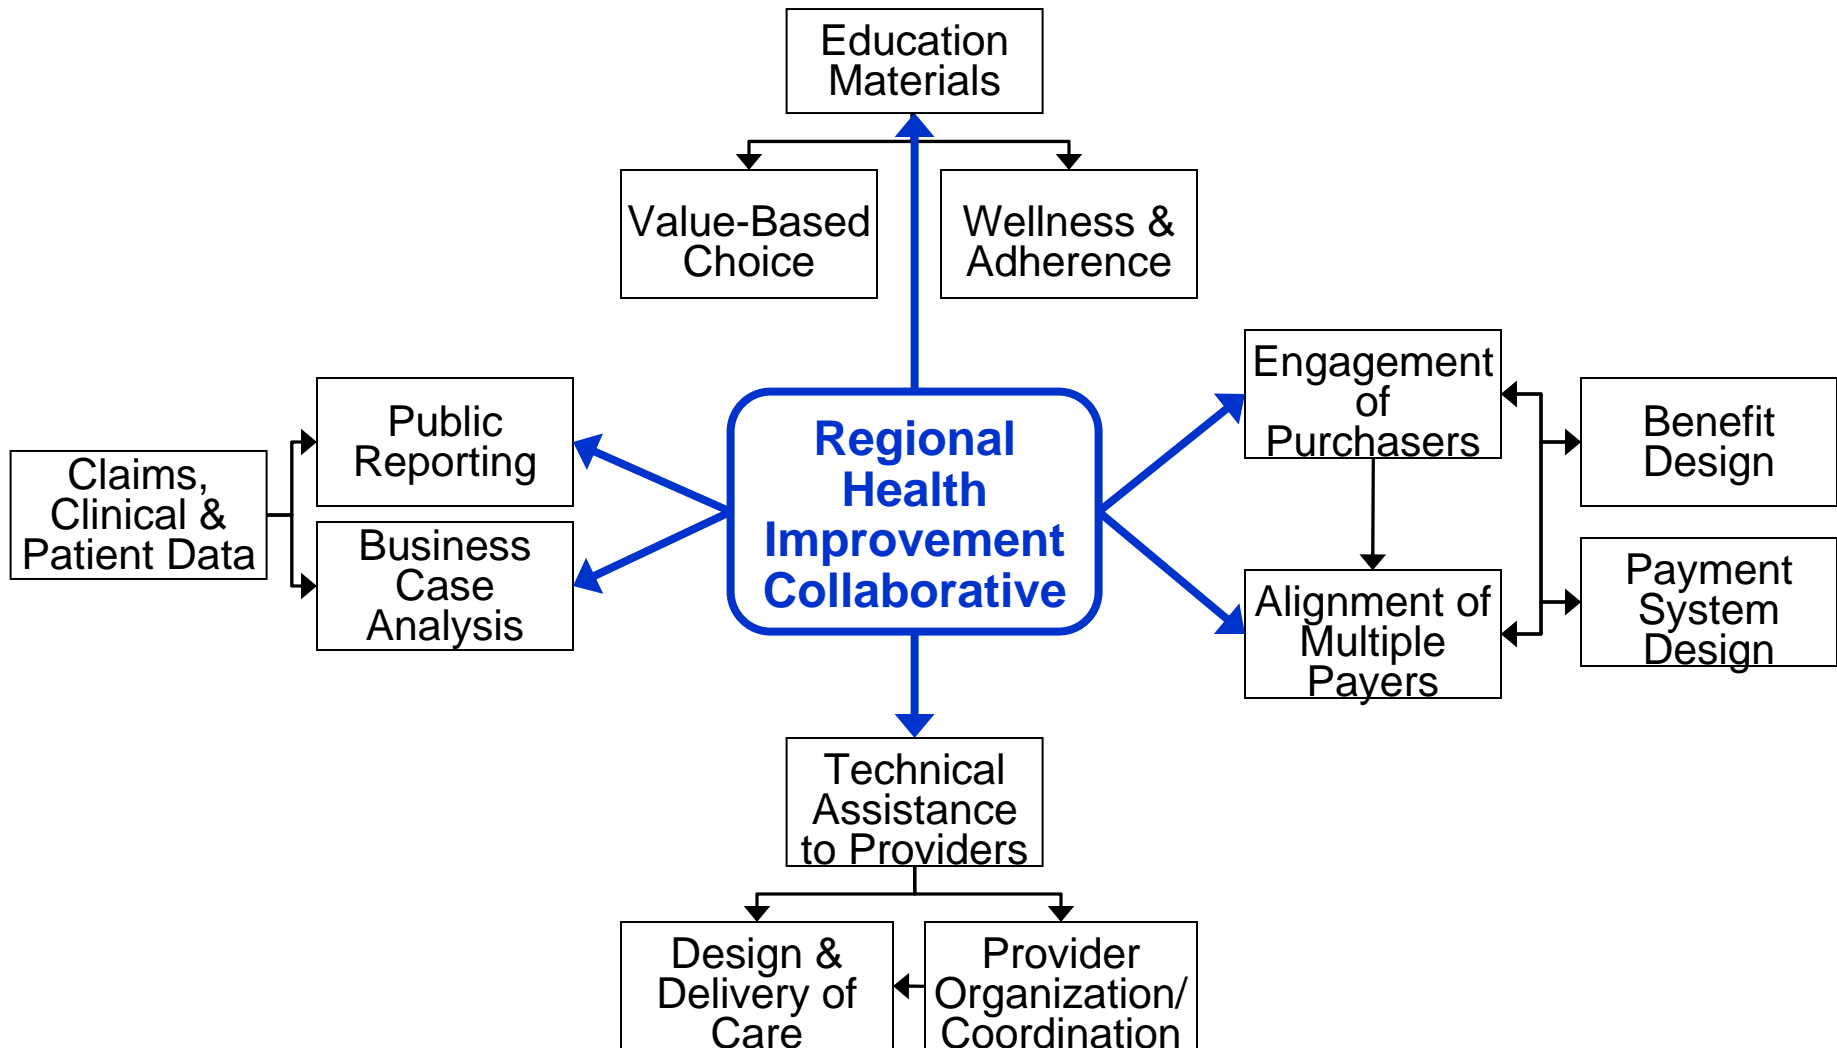 Education
Materials
Value-Based
Choice
Wellness &
Adherence
Claims,
Clinical &
Patient Data
Public
Reporting
Business
Case
Analysis
Regional
Health
Improvement
Collaborative
Engagement
of
Purchasers
Alignment of
Multiple
Payers
Benefit
Design
Payment
System
Design
Technical
Assistance
to Providers
Design &
Delivery of
Care
Provider
Organization/
Coordination